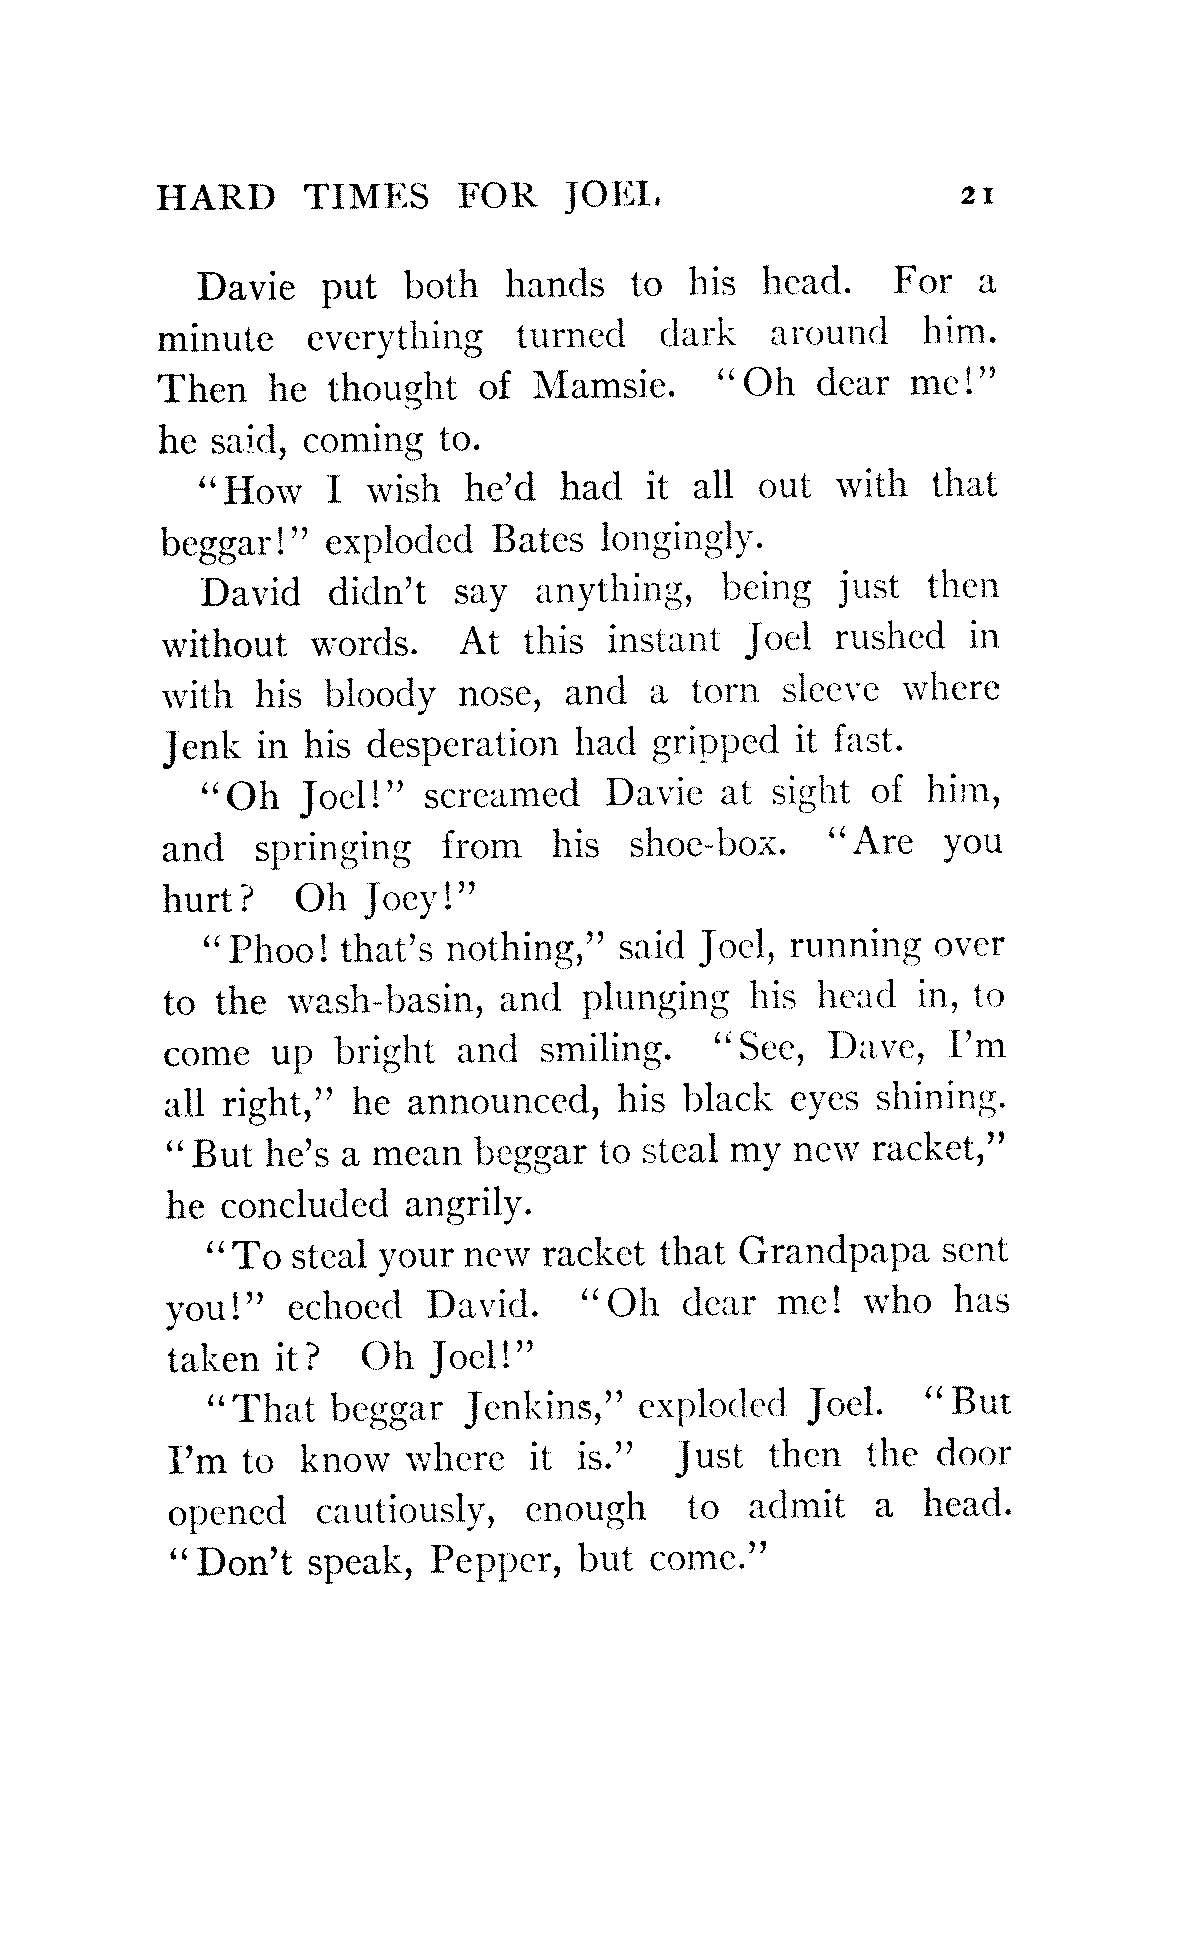 HARD TIMES FOR JOEL 21
Davie put both hands to his head. For a
minute everything turned dark around him.
Then he thought of Mamsie. "Oh dear me!"
he said, coming to.
"How I wish he'd had it all out with that
beggar!" exploded Bates longingly.
David didn't say anything, being just then
without words. At this instant Joel rushed in
with his bloody nose, and a torn sleeve where
Jenk in his desperation had gripped it fast.
"Oh Joel!" screamed Davie at sight of him,
and springing from his shoe-box. "Are you
hurt? Oh Joey!"
"Phoo! that's nothing," said Joel, running over
to the wash-basin, and plunging his head in, to
come up bright and smiling. "See, Dave, I'm
all right," he announced, his black eyes shining.
"But he's a mean beggar to steal my new racket,"
he concluded angrily.
"To steal your new racket that Grandpapa sent
you!" echoed David. "Oh dear me! who has
taken it? Oh Joel!"
"That beggar Jenkins," exploded Joel. "But
I'm to know where it is." Just then the door
opened cautiously, enough to admit a head.
"Don't speak, Pepper, but come."